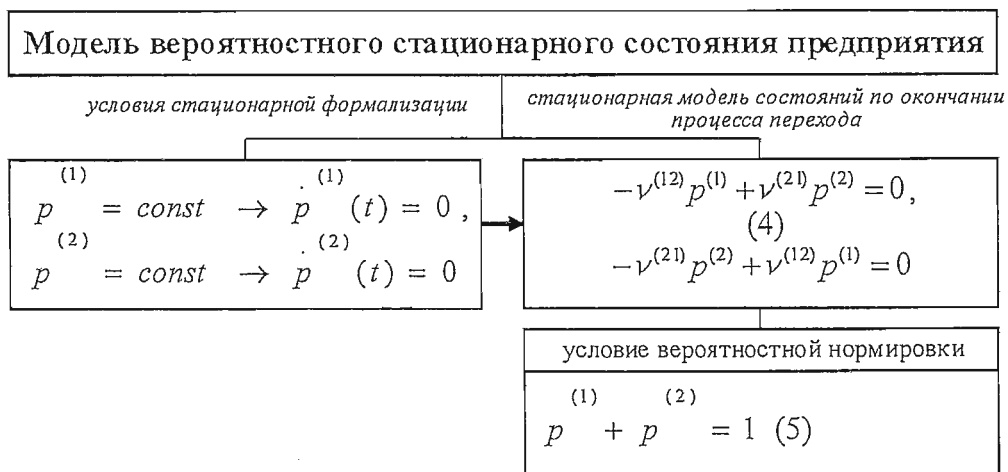 Модель вероятностного стационарного состояния предприятия
условия стационарной формализации
стационарная модель состояний по окончании
процесса перехода
p⁽¹⁾ = const → ṗ⁽¹⁾(t) = 0 ,
p⁽²⁾ = const → ṗ⁽²⁾(t) = 0
−ν⁽¹²⁾p⁽¹⁾ + ν⁽²¹⁾p⁽²⁾ = 0,
(4)
−ν⁽²¹⁾p⁽²⁾ + ν⁽¹²⁾p⁽¹⁾ = 0
условие вероятностной нормировки
p⁽¹⁾ + p⁽²⁾ = 1 (5)